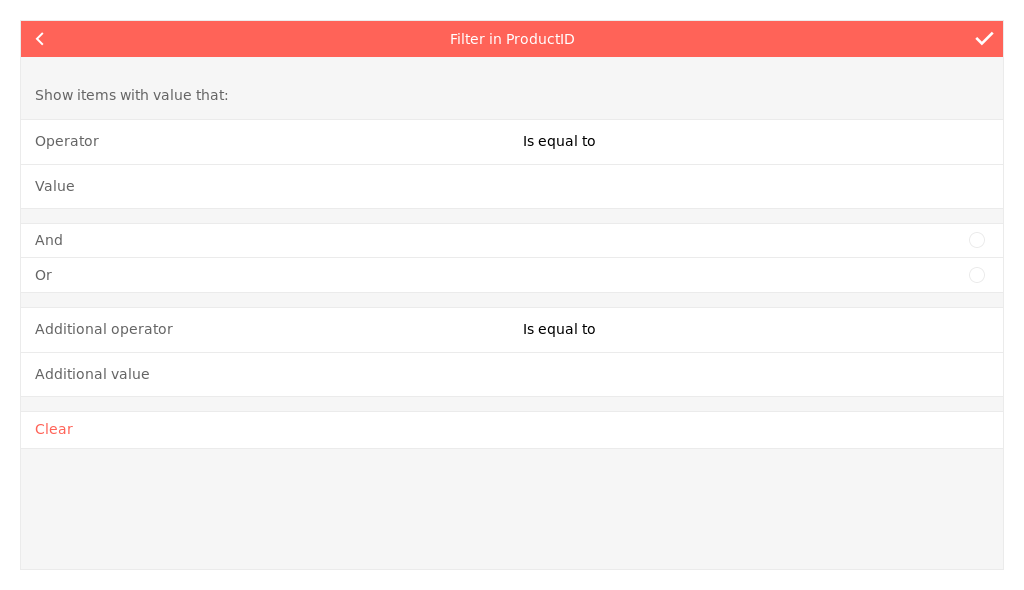 Filter in ProductID
Show items with value that:
Operator Is equal to
Value
And
Or
Additional operator Is equal to
Additional value
Clear